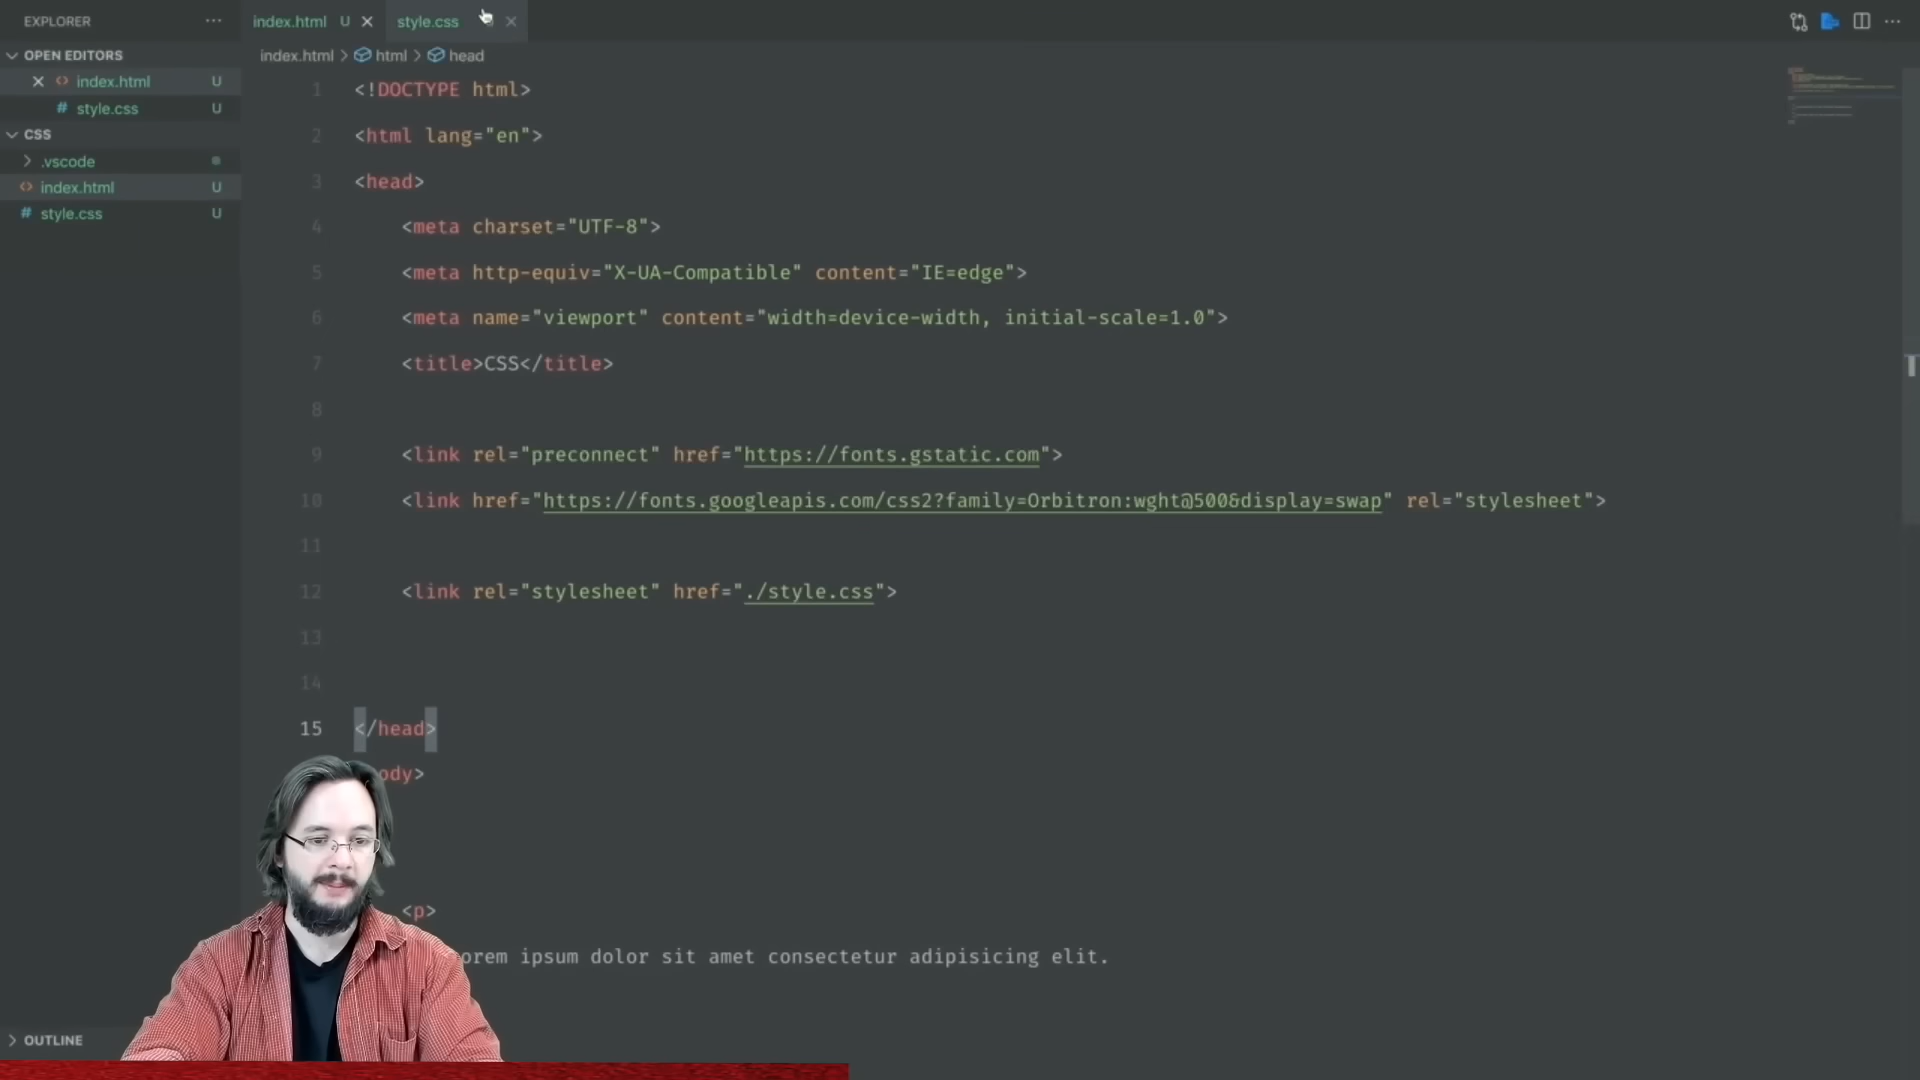 EXPLORER
index.html U
style.css
OPEN EDITORS
index.html > html > head
index.html U
style.css U
CSS
.vscode
index.html U
style.css U
1 <!DOCTYPE html>
2 <html lang="en">
3 <head>
4 <meta charset="UTF-8">
5 <meta http-equiv="X-UA-Compatible" content="IE=edge">
6 <meta name="viewport" content="width=device-width, initial-scale=1.0">
7 <title>CSS</title>
8
9 <link rel="preconnect" href="https://fonts.gstatic.com">
10 <link href="https://fonts.googleapis.com/css2?family=Orbitron:wght@500&display=swap" rel="stylesheet">
11
12 <link rel="stylesheet" href="./style.css">
13
14
15 </head>
ody>
<p>
orem ipsum dolor sit amet consectetur adipisicing elit.
OUTLINE